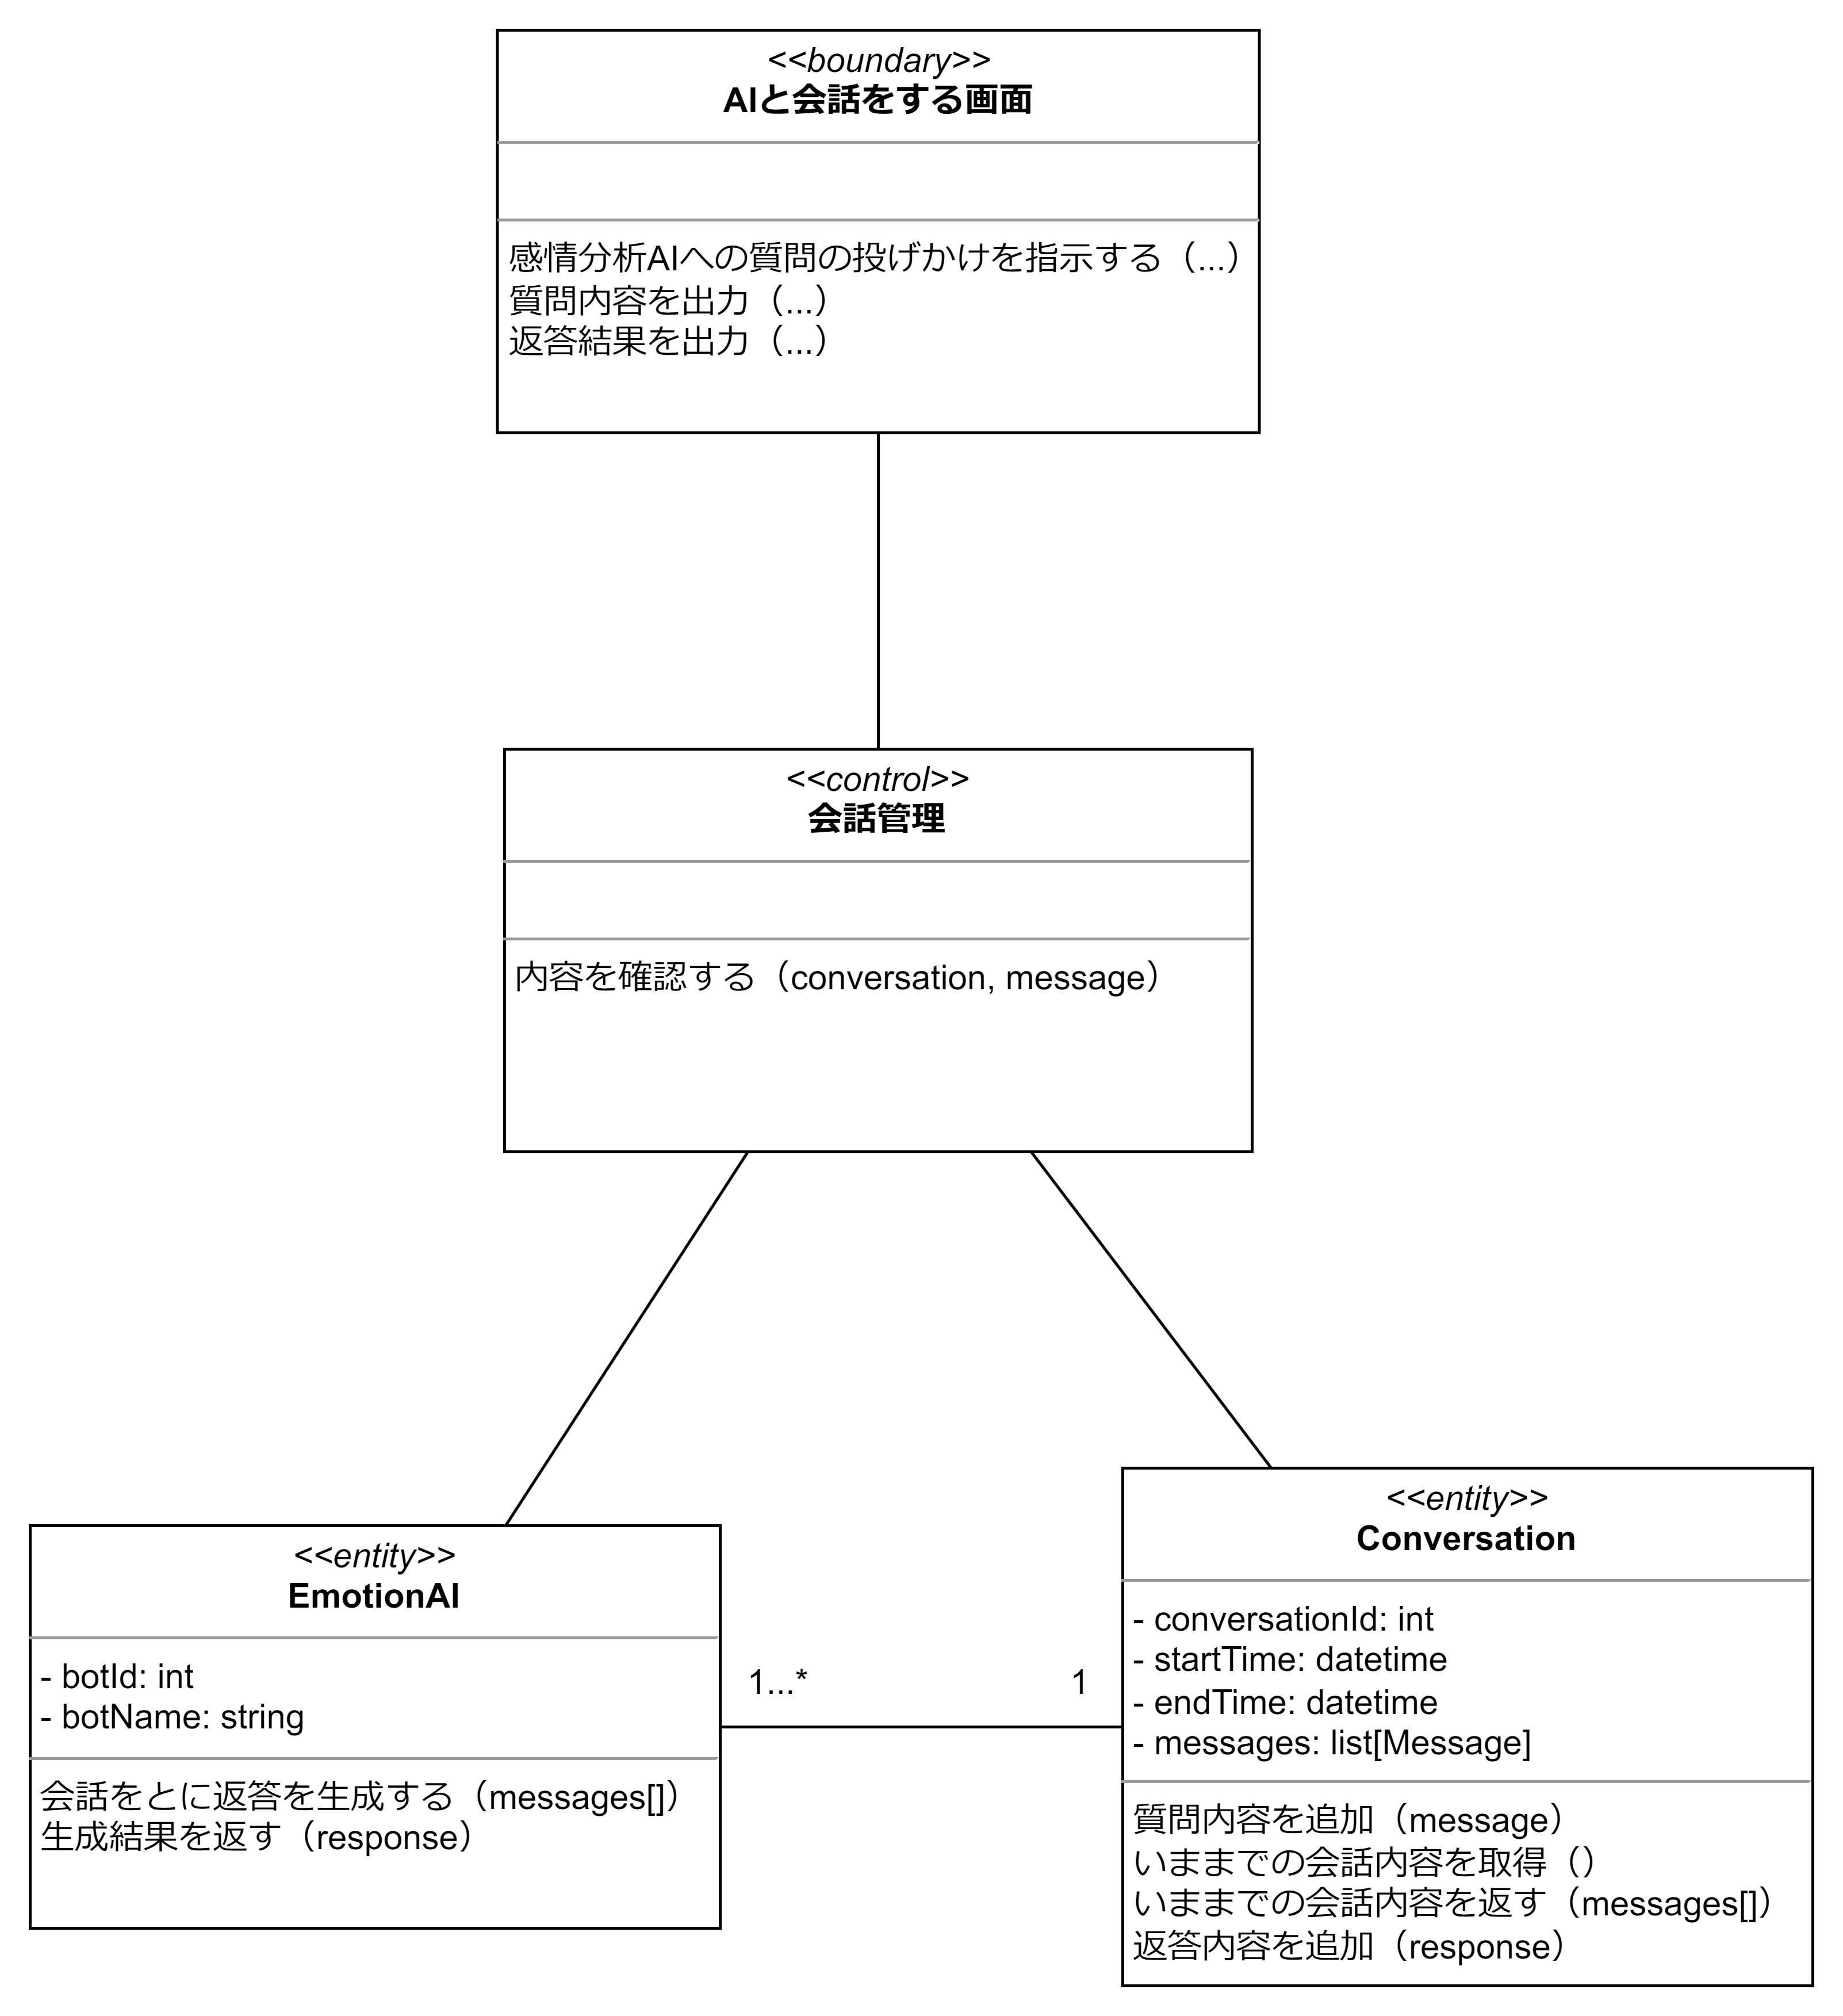 <<boundary>>
AIと会話をする画面
感情分析AIへの質問の投げかけを指示する（...）
質問内容を出力（...）
返答結果を出力（...）
<<control>>
会話管理
内容を確認する（conversation, message）
<<entity>>
EmotionAI
- botId: int
- botName: string
会話をとに返答を生成する（messages[]）
生成結果を返す（response）
1...*
1
<<entity>>
Conversation
- conversationId: int
- startTime: datetime
- endTime: datetime
- messages: list[Message]
質問内容を追加（message）
いままでの会話内容を取得（）
いままでの会話内容を返す（messages[]）
返答内容を追加（response）